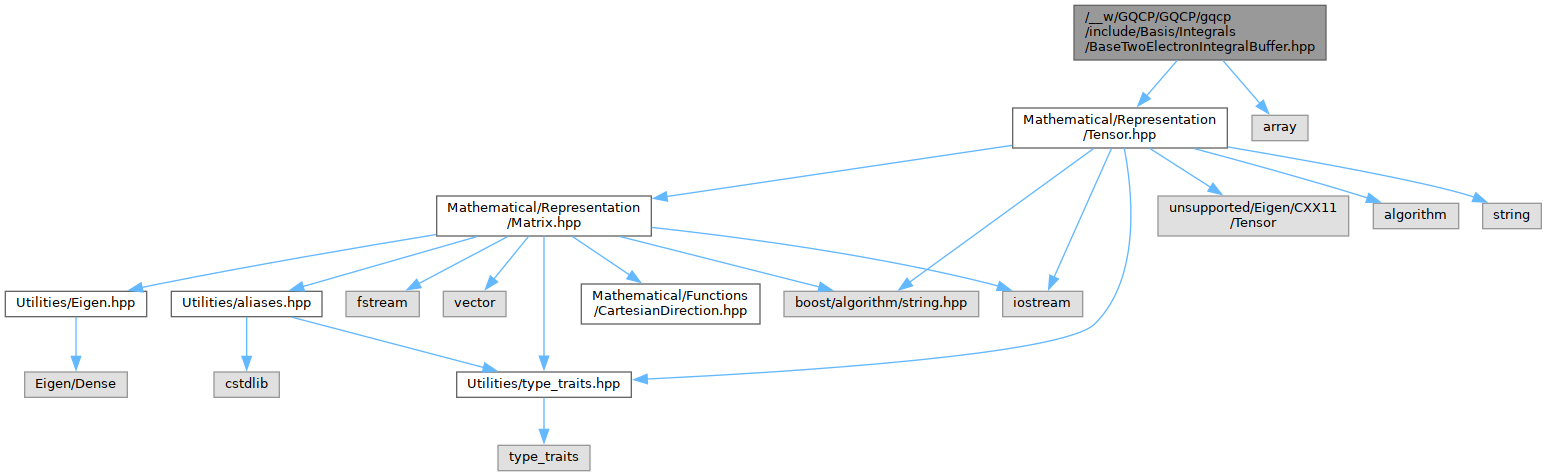 /__w/GQCP/GQCP/gqcp
/include/Basis/Integrals
/BaseTwoElectronIntegralBuffer.hpp
Mathematical/Representation
/Tensor.hpp
array
Mathematical/Representation
/Matrix.hpp
unsupported/Eigen/CXX11
/Tensor
algorithm
string
Utilities/Eigen.hpp
Utilities/aliases.hpp
fstream
vector
Mathematical/Functions
/CartesianDirection.hpp
boost/algorithm/string.hpp
iostream
Eigen/Dense
cstdlib
Utilities/type_traits.hpp
type_traits